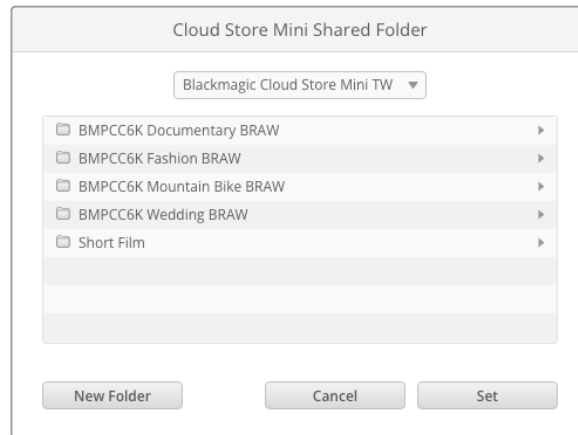 Cloud Store Mini Shared Folder
Blackmagic Cloud Store Mini TW
BMPCC6K Documentary BRAW
BMPCC6K Fashion BRAW
BMPCC6K Mountain Bike BRAW
BMPCC6K Wedding BRAW
Short Film
New Folder Cancel Set